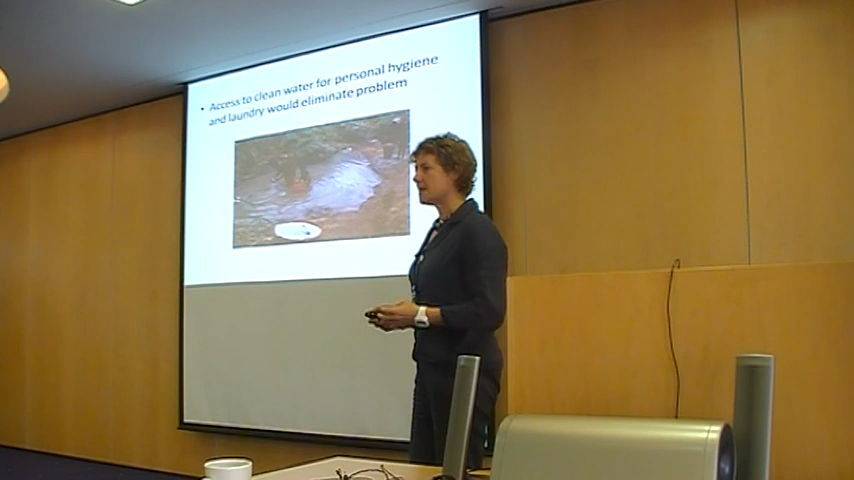 • Access to clean water for personal hygiene
and laundry would eliminate problem